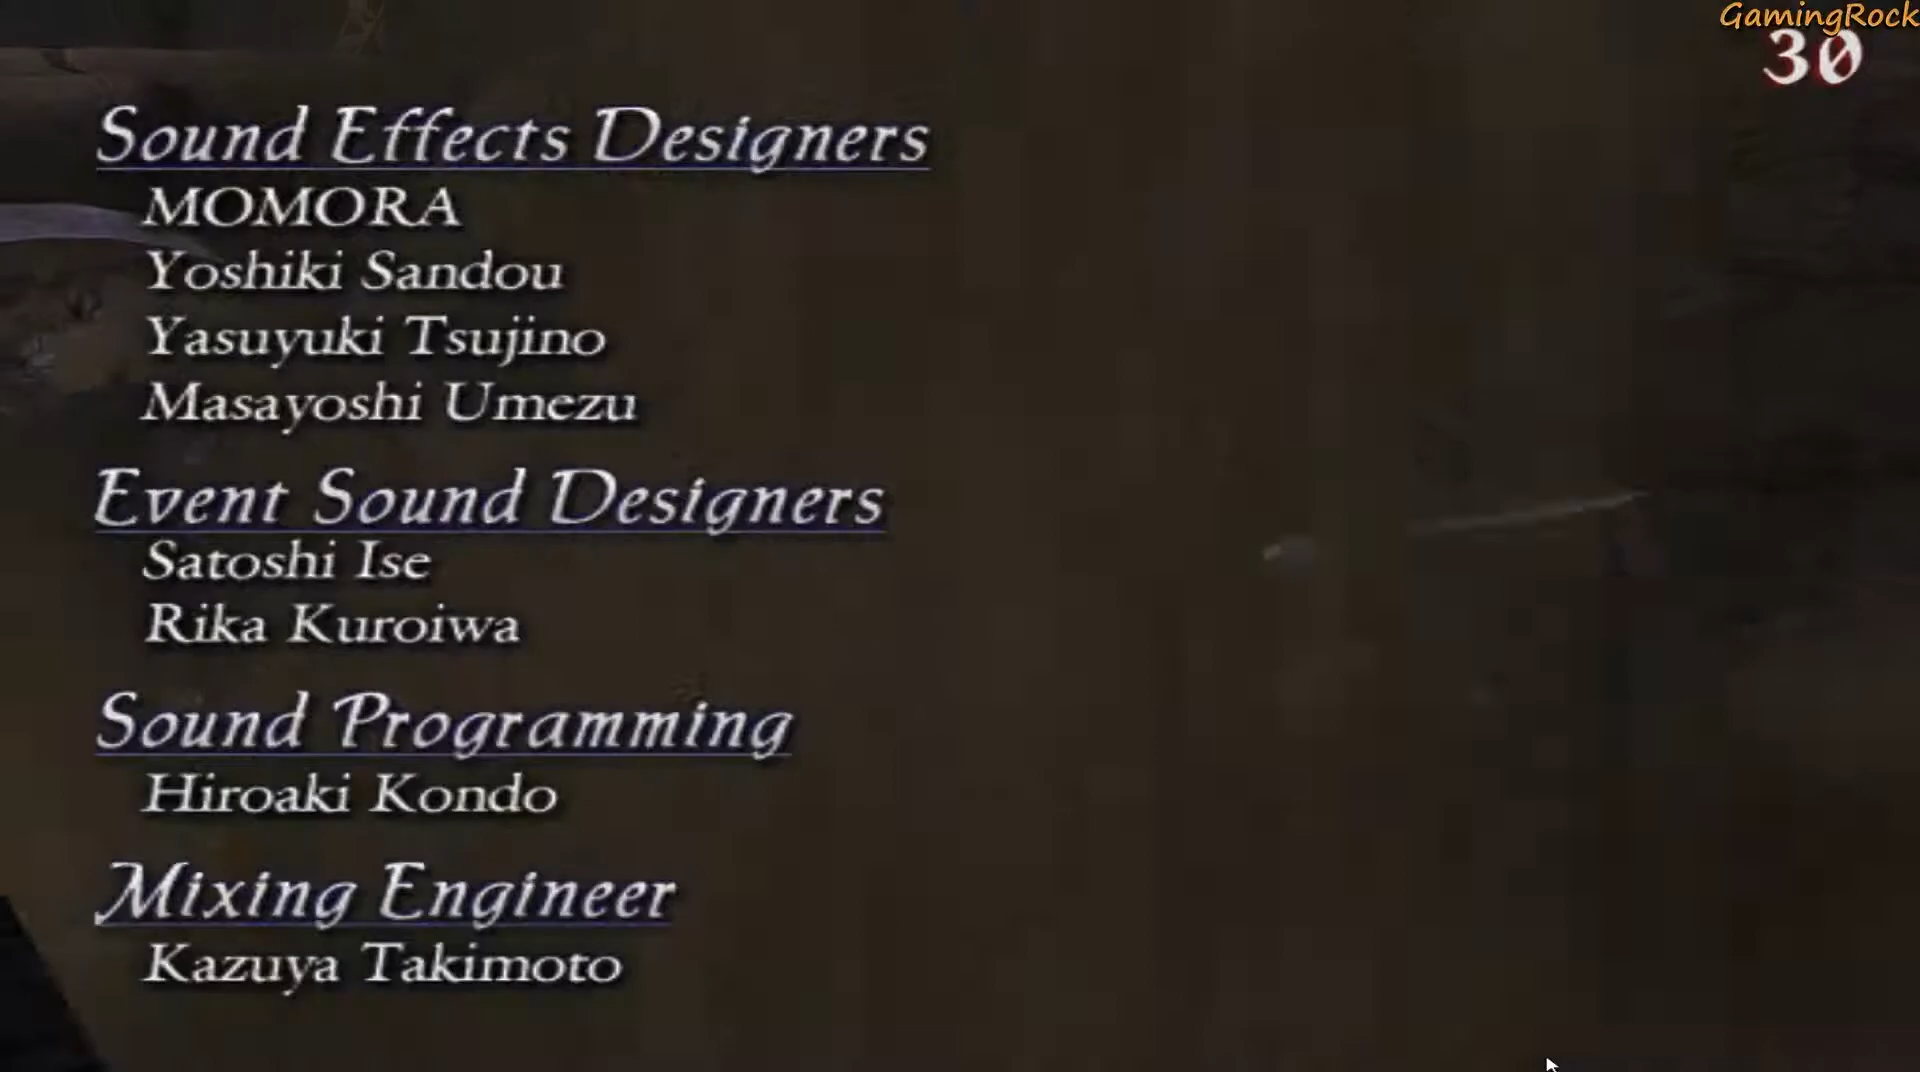 GamingRock
30
Sound Effects Designers
MOMORA
Yoshiki Sandou
Yasuyuki Tsujino
Masayoshi Umezu
Event Sound Designers
Satoshi Ise
Rika Kuroiwa
Sound Programming
Hiroaki Kondo
Mixing Engineer
Kazuya Takimoto